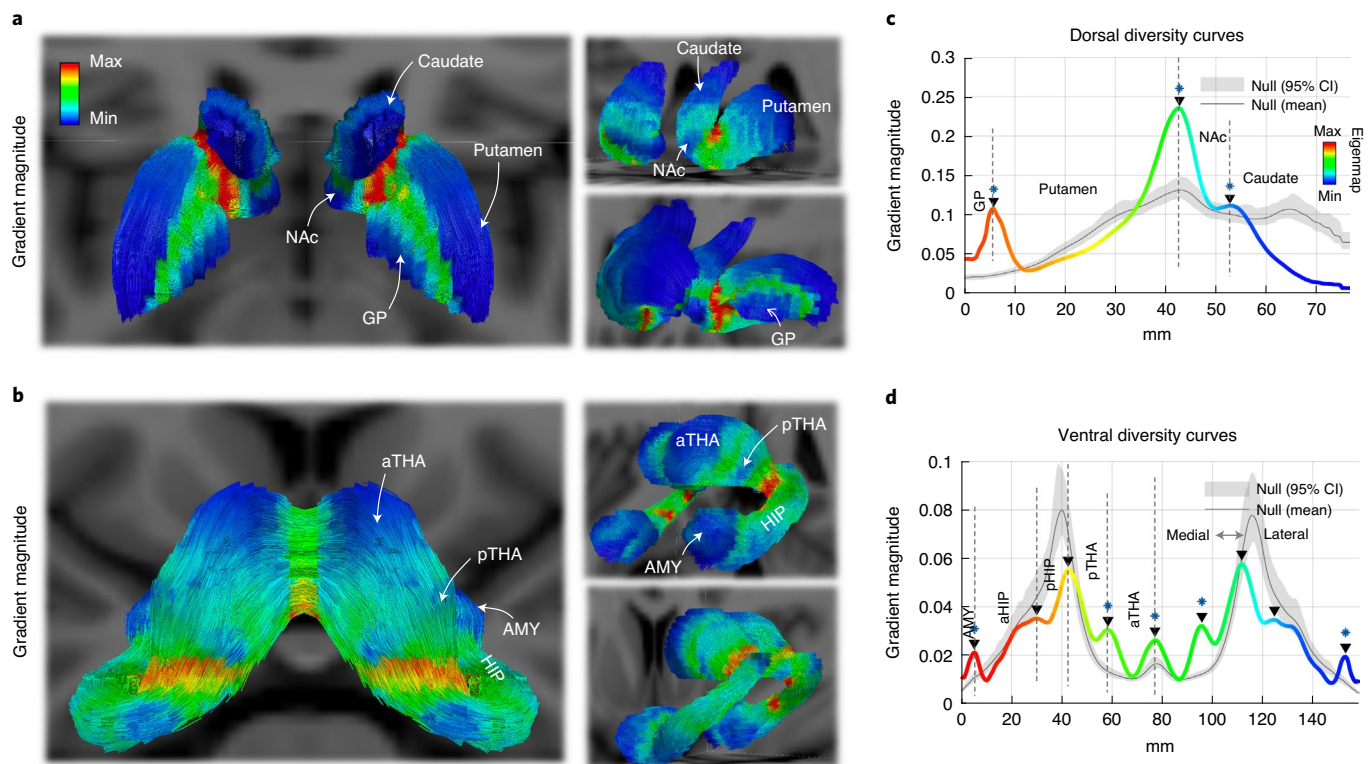 a
Gradient magnitude
Max
Min
Caudate
Putamen
NAc
GP
Caudate
Putamen
NAc
GP
b
Gradient magnitude
aTHA
pTHA
AMY
HIP
aTHA
pTHA
HIP
AMY
c
Dorsal diversity curves
Gradient magnitude
0.3
0.25
0.2
0.15
0.1
0.05
0
Null (95% CI)
Null (mean)
Max
Min
Eigenmap
GP
Putamen
NAc
Caudate
*
*
*
0 10 20 30 40 50 60 70
mm
d
Ventral diversity curves
Gradient magnitude
0.1
0.08
0.06
0.04
0.02
0
Null (95% CI)
Null (mean)
Medial
Lateral
AMY
aHIP
pHIP
pTHA
aTHA
*
*
*
*
*
0 20 40 60 80 100 120 140
mm